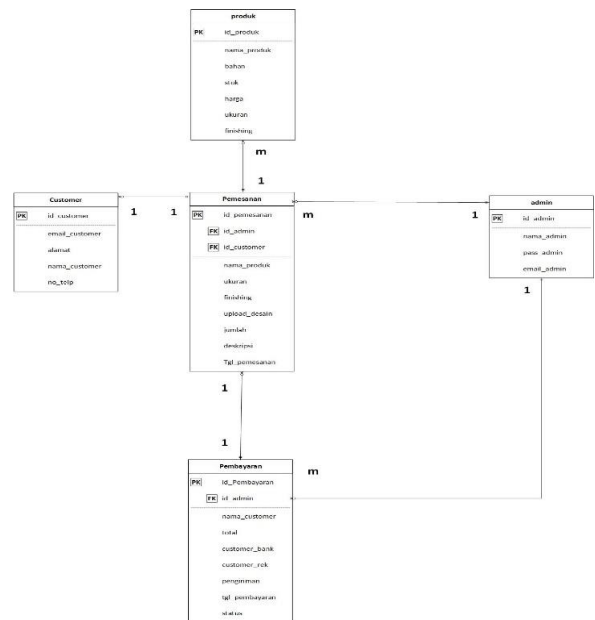 produk
PK id_produk
nama_produk
bahan
stok
harga
ukuran
finishing
m
1
Customer
PK id_customer
email_customer
alamat
nama_customer
no_telp
1
1
Pemesanan
PK id_pemesanan
FK id_admin
FK id_customer
nama_produk
ukuran
finishing
upload_desain
jumlah
deskripsi
Tgl_pemesanan
m
1
admin
PK id_admin
nama_admin
pass_admin
email_admin
1
1
1
m
Pembayaran
PK id_Pembayaran
FK id_admin
nama_customer
total
customer_bank
customer_rek
pengiriman
tgl_pembayaran
status